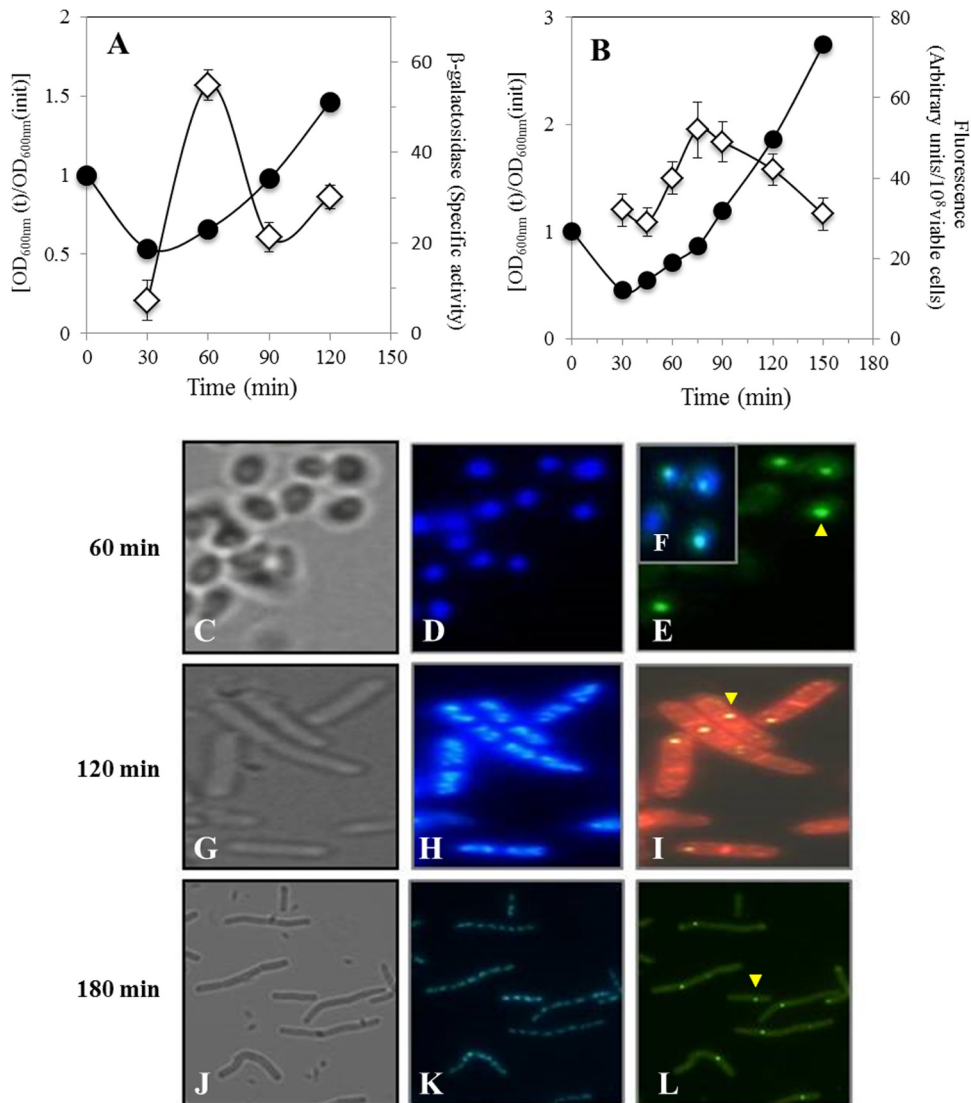 A
[OD600nm (t)/OD600nm(init)]
2
1.5
1
0.5
0
60
40
20
0
β-galactosidase (Specific activity)
0 30 60 90 120 150
Time (min)
B
[OD600nm (t)/OD600nm(init)]
3
2
1
0
80
60
40
20
0
Fluorescence
(Arbitrary units/10⁸ viable cells)
0 30 60 90 120 150 180
Time (min)
60 min
C
D
E
F
120 min
G
H
I
180 min
J
K
L